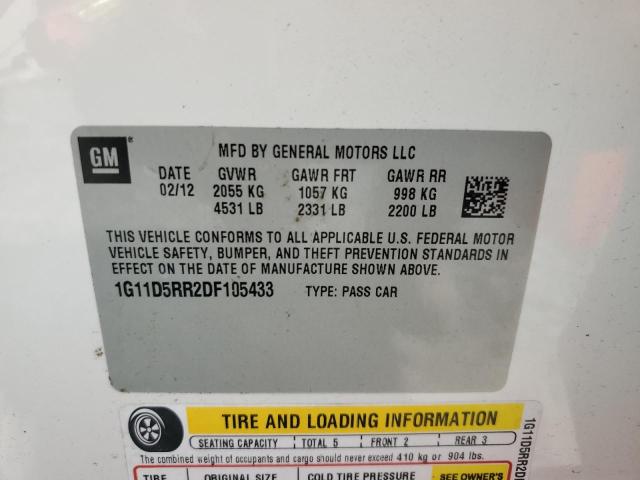 GM
MFD BY GENERAL MOTORS LLC
DATE GVWR GAWR FRT GAWR RR
02/12 2055 KG 1057 KG 998 KG
4531 LB 2331 LB 2200 LB
THIS VEHICLE CONFORMS TO ALL APPLICABLE U.S. FEDERAL MOTOR
VEHICLE SAFETY, BUMPER, AND THEFT PREVENTION STANDARDS IN
EFFECT ON THE DATE OF MANUFACTURE SHOWN ABOVE.
1G11D5RR2DF105433 TYPE: PASS CAR
TIRE AND LOADING INFORMATION
SEATING CAPACITY TOTAL 5 FRONT 2 REAR 3
The combined weight of occupants and cargo should never exceed 410 kg or 904 lbs.
TIRE ORIGINAL SIZE COLD TIRE PRESSURE SEE OWNER'S
1G11D5RR2D